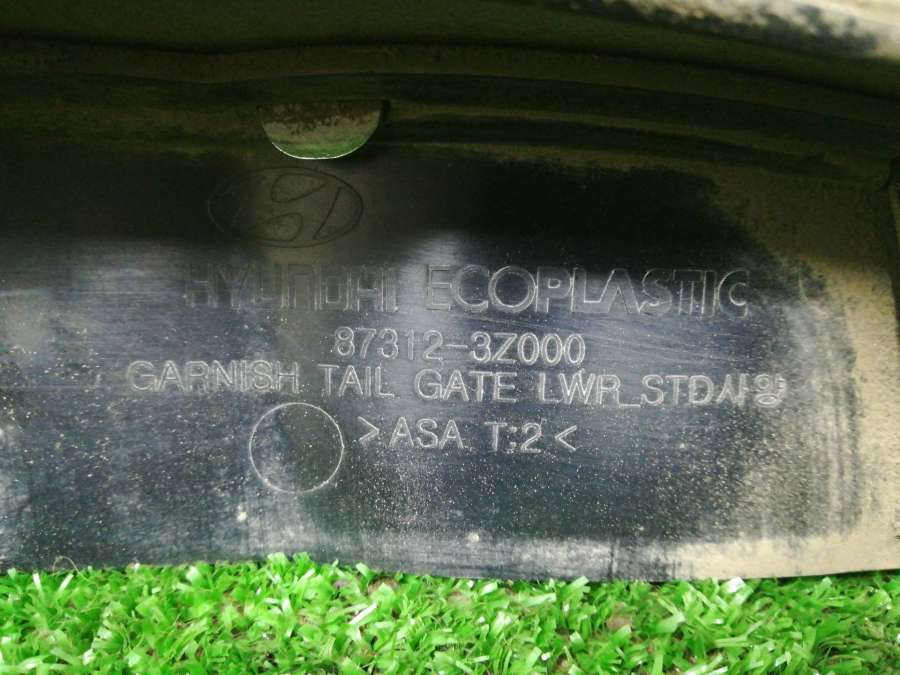 HYUNDAI ECOPLASTIC
87312-3Z000
GARNISH TAIL GATE LWR_STD사양
>ASA T:2<